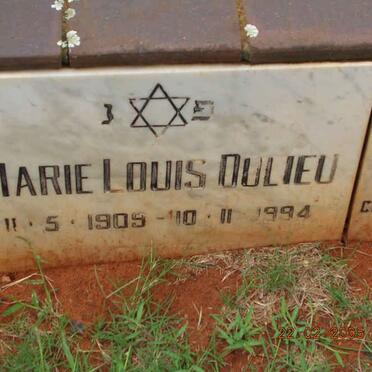 פ נ
MARIE LOUIS DULIEU
11 · 5 · 1909 - 10 · 11 · 1994